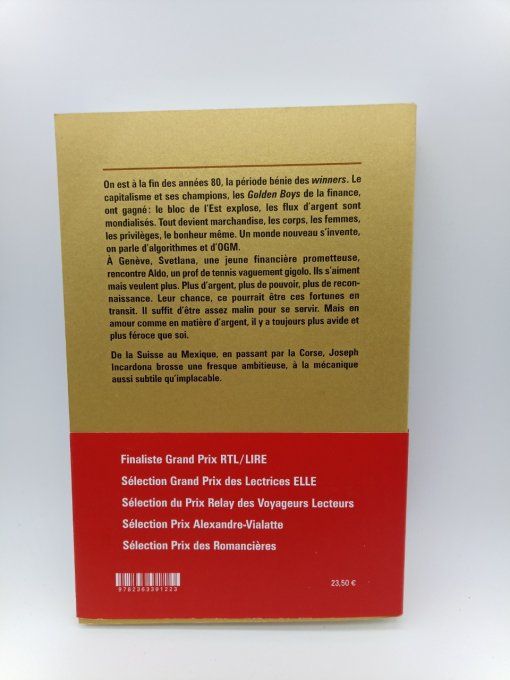 On est à la fin des années 80, la période bénie des winners. Le
capitalisme et ses champions, les Golden Boys de la finance,
ont gagné : le bloc de l'Est explose, les flux d'argent sont
mondialisés. Tout devient marchandise, les corps, les femmes,
les privilèges, le bonheur même. Un monde nouveau s'invente,
on parle d'algorithmes et d'OGM.
À Genève, Svetlana, une jeune financière prometteuse,
rencontre Aldo, un prof de tennis vaguement gigolo. Ils s'aiment
mais veulent plus. Plus d'argent, plus de pouvoir, plus de recon-
naissance. Leur chance, ce pourrait être ces fortunes en
transit. Il suffit d'être assez malin pour se servir. Mais en
amour comme en matière d'argent, il y a toujours plus avide et
plus féroce que soi.
De la Suisse au Mexique, en passant par la Corse, Joseph
Incardona brosse une fresque ambitieuse, à la mécanique
aussi subtile qu'implacable.
Finaliste Grand Prix RTL/LIRE
Sélection Grand Prix des Lectrices ELLE
Sélection du Prix Relay des Voyageurs Lecteurs
Sélection Prix Alexandre-Vialatte
Sélection Prix des Romancières
9782363391223
23,50 €